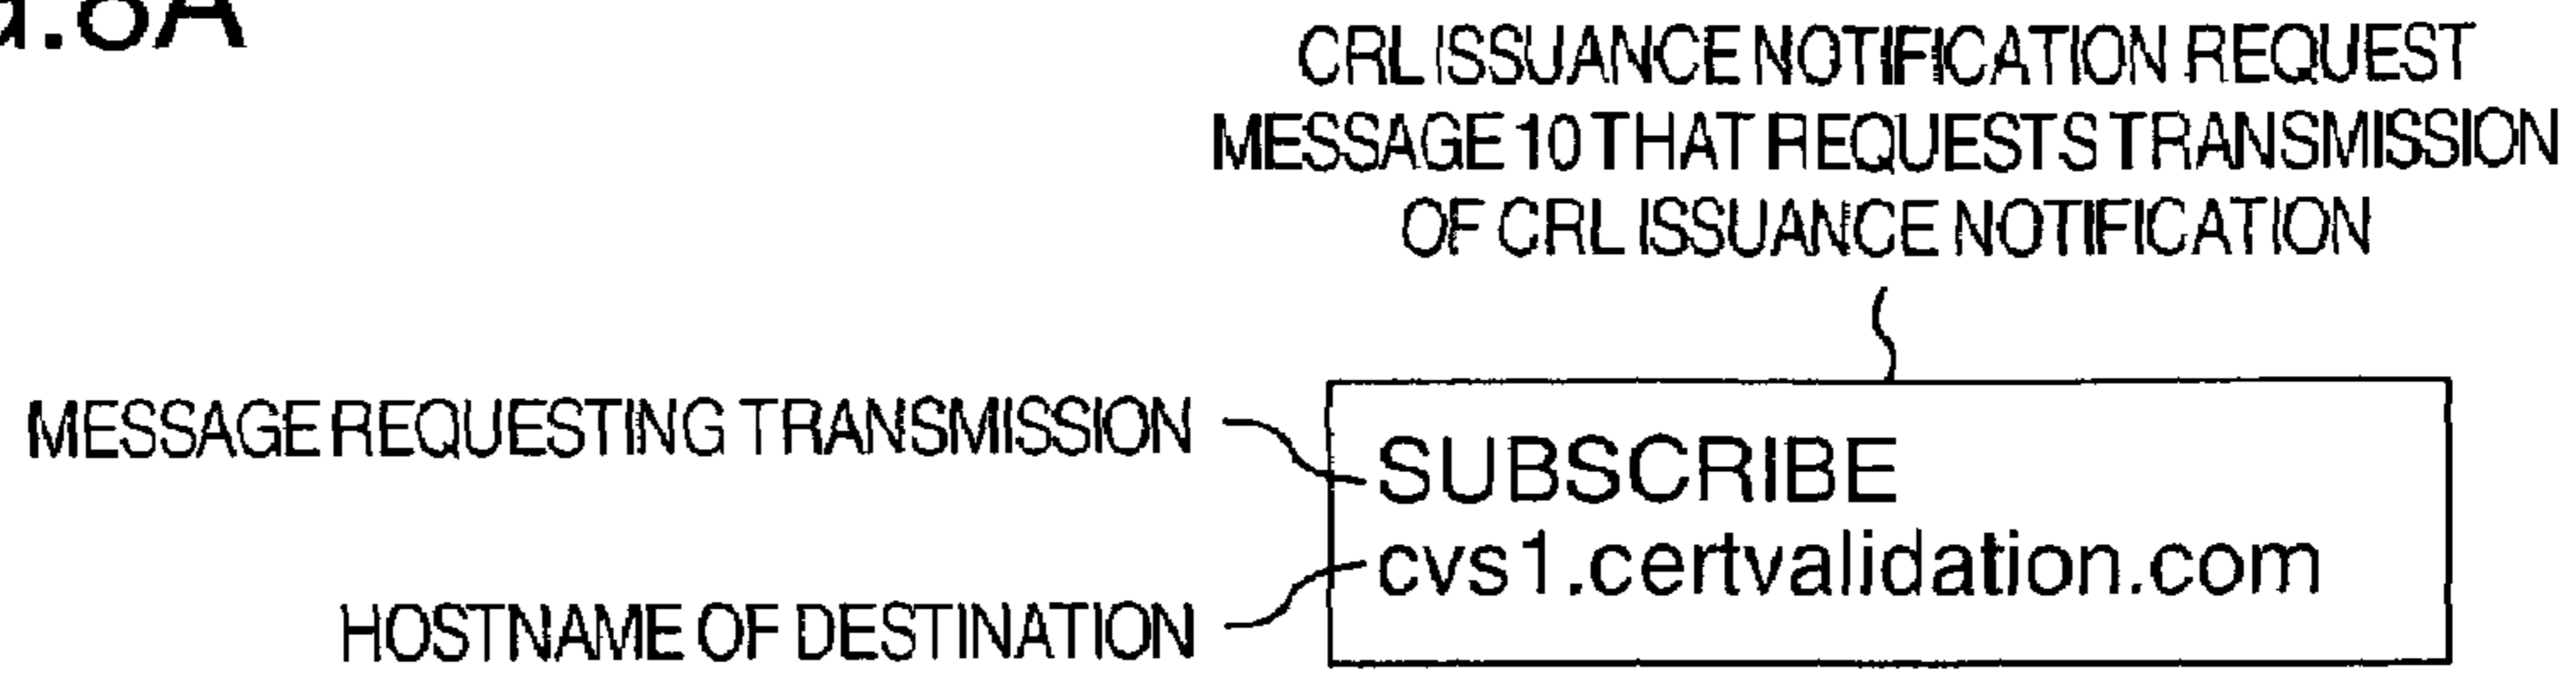 .8A
CRL ISSUANCE NOTIFICATION REQUEST
MESSAGE 10 THAT REQUESTS TRANSMISSION
OF CRL ISSUANCE NOTIFICATION
MESSAGE REQUESTING TRANSMISSION
SUBSCRIBE
cvs1.certvalidation.com
HOSTNAME OF DESTINATION